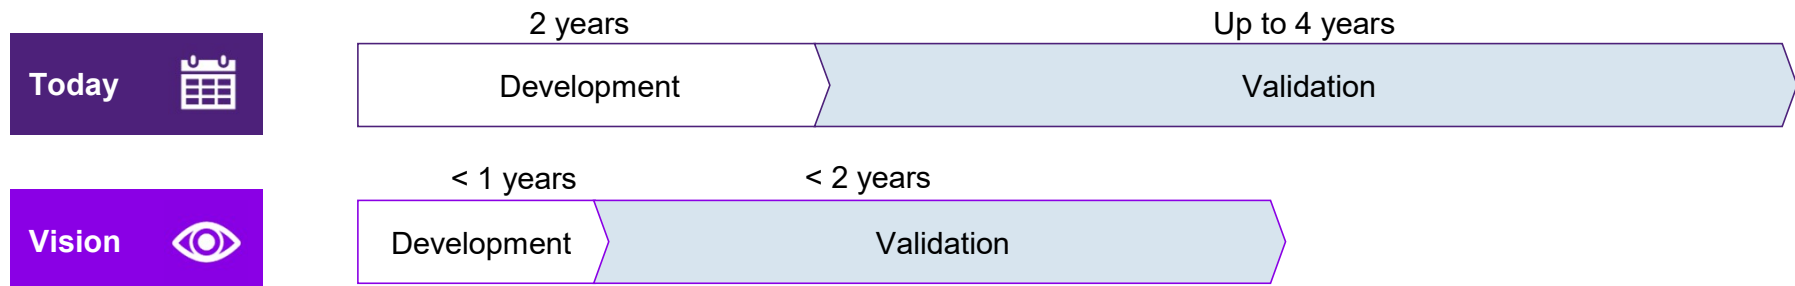 2 years
Up to 4 years
Today
Development
Validation
< 1 years
< 2 years
Vision
Development
Validation